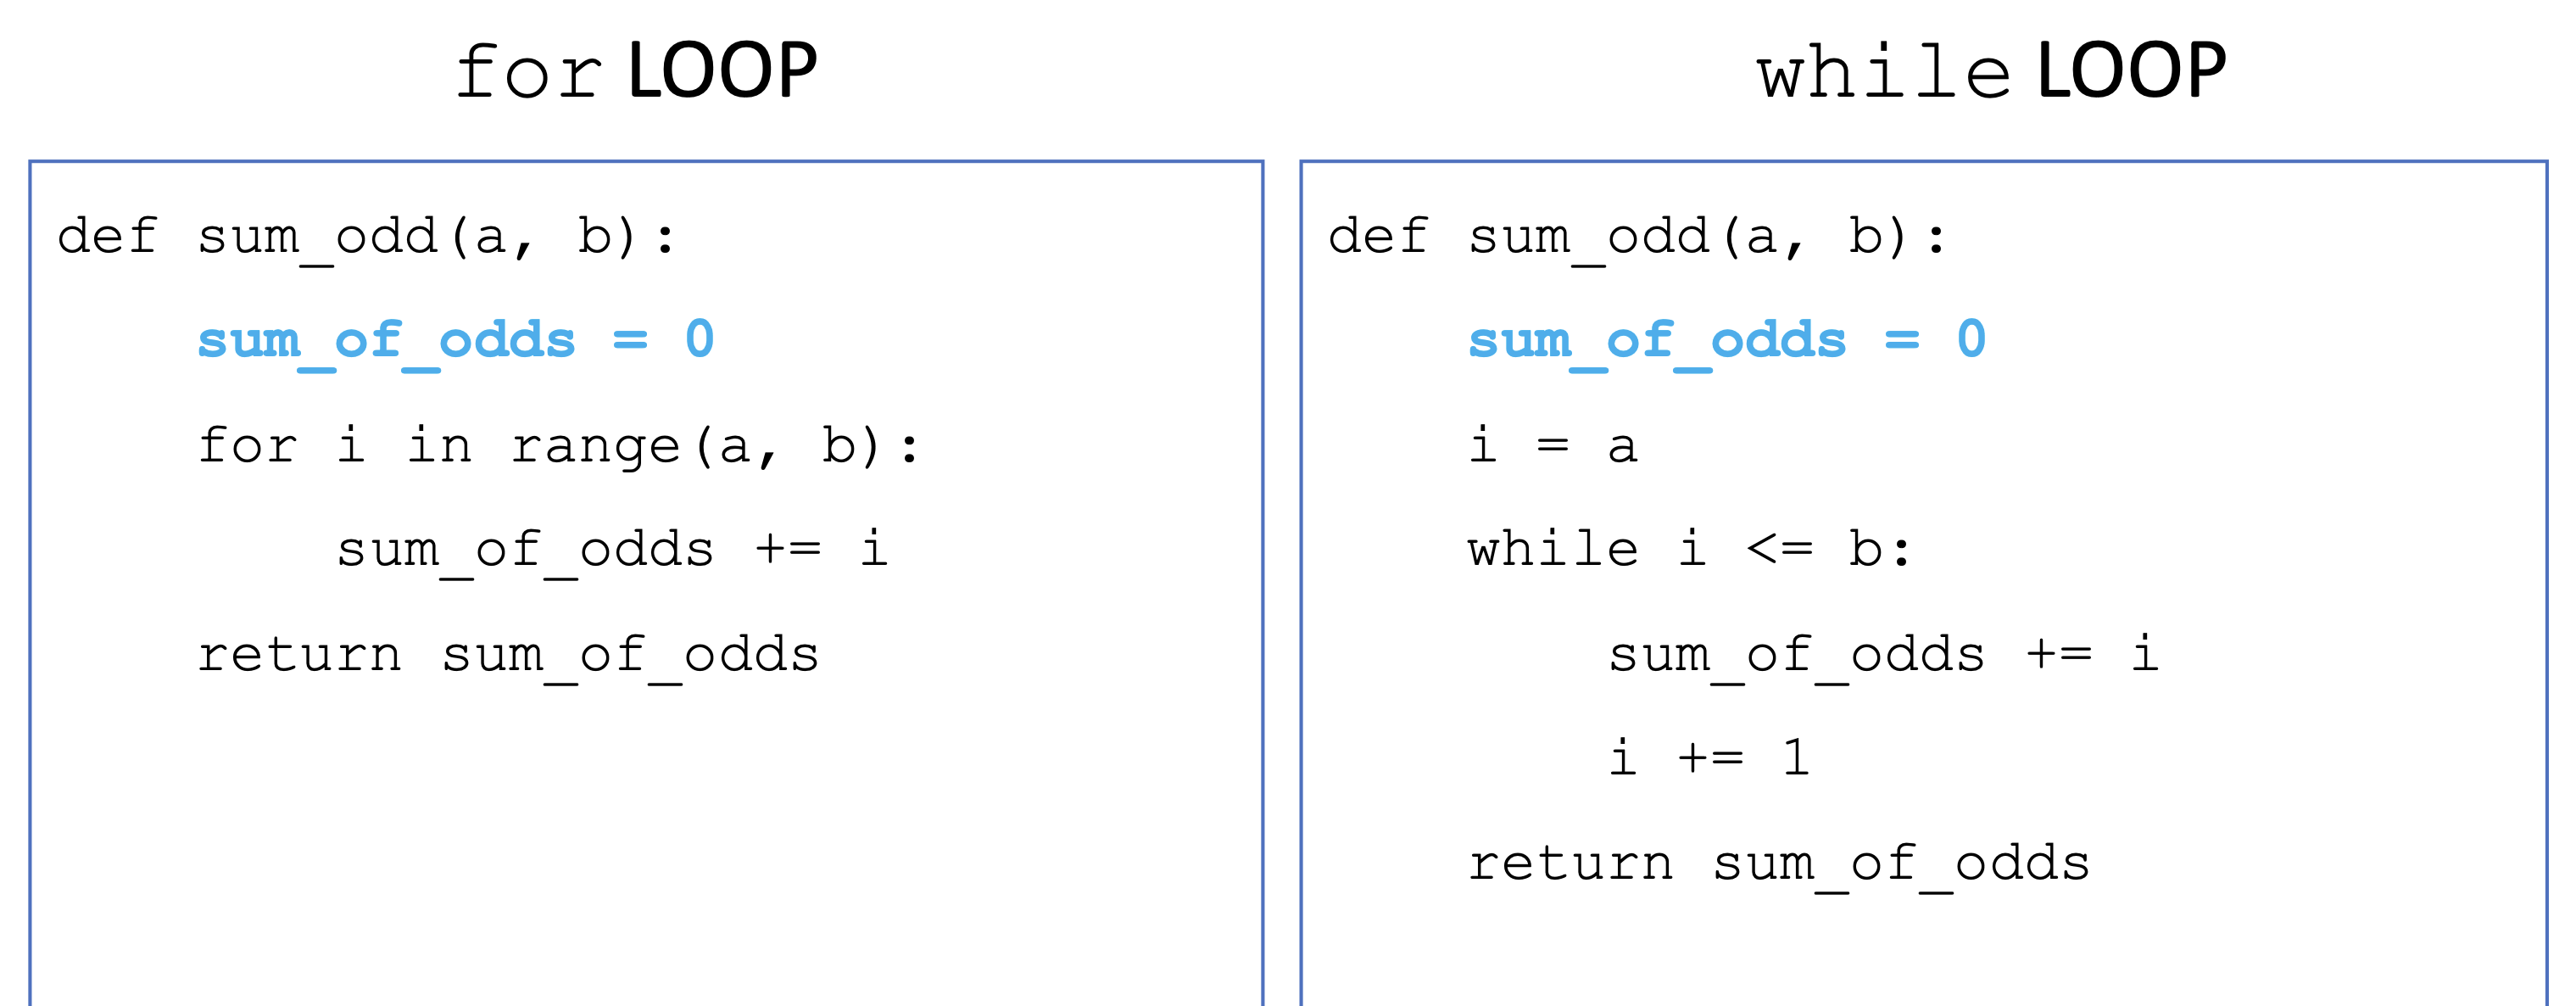 for LOOP
def sum_odd(a, b):
    sum_of_odds = 0
    for i in range(a, b):
        sum_of_odds += i
    return sum_of_odds
while LOOP
def sum_odd(a, b):
    sum_of_odds = 0
    i = a
    while i <= b:
        sum_of_odds += i
        i += 1
    return sum_of_odds